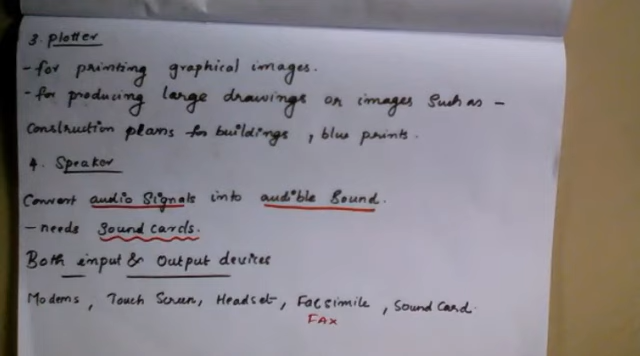 3. Plotter
- for printing graphical images.
- for producing large drawings or images such as -
Construction plans for buildings, blue prints.
4. Speakor
Convert audio Signals into audible Sound.
- needs Sound cards.
Both input & Output devices
Modems, Touch Screen, Headset, Facsimile, Sound Card.
FAX